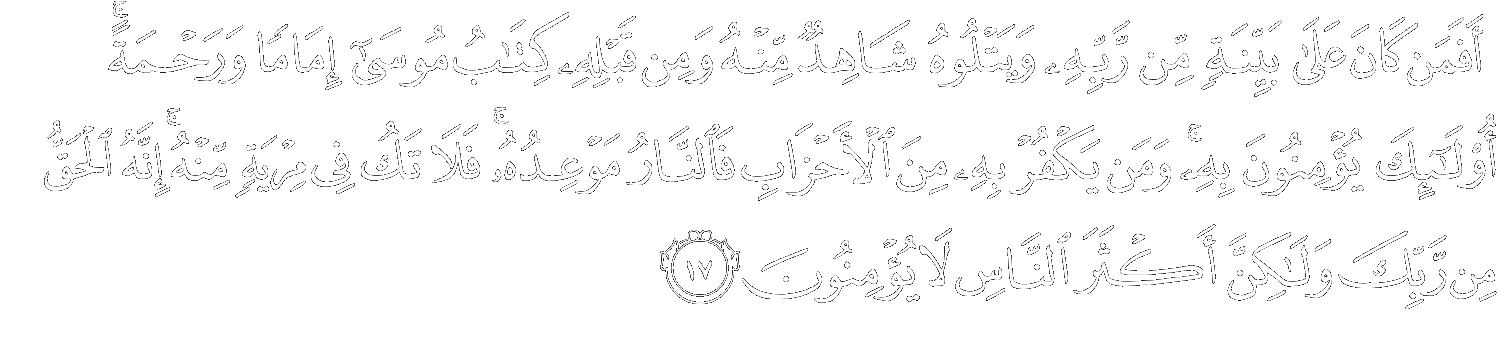 أَفَمَن كَانَ عَلَىٰ بَيِّنَةٍ مِّن رَّبِّهِۦ وَيَتْلُوهُ شَاهِدٌ مِّنْهُ وَمِن قَبْلِهِۦ كِتَٰبُ مُوسَىٰٓ إِمَامًا وَرَحْمَةً ۚ
أُو۟لَٰٓئِكَ يُؤْمِنُونَ بِهِۦ ۚ وَمَن يَكْفُرْ بِهِۦ مِنَ ٱلْأَحْزَابِ فَٱلنَّارُ مَوْعِدُهُۥ ۚ فَلَا تَكُ فِى مِرْيَةٍ مِّنْهُ ۚ إِنَّهُ ٱلْحَقُّ
مِن رَّبِّكَ وَلَٰكِنَّ أَكْثَرَ ٱلنَّاسِ لَا يُؤْمِنُونَ ١٧